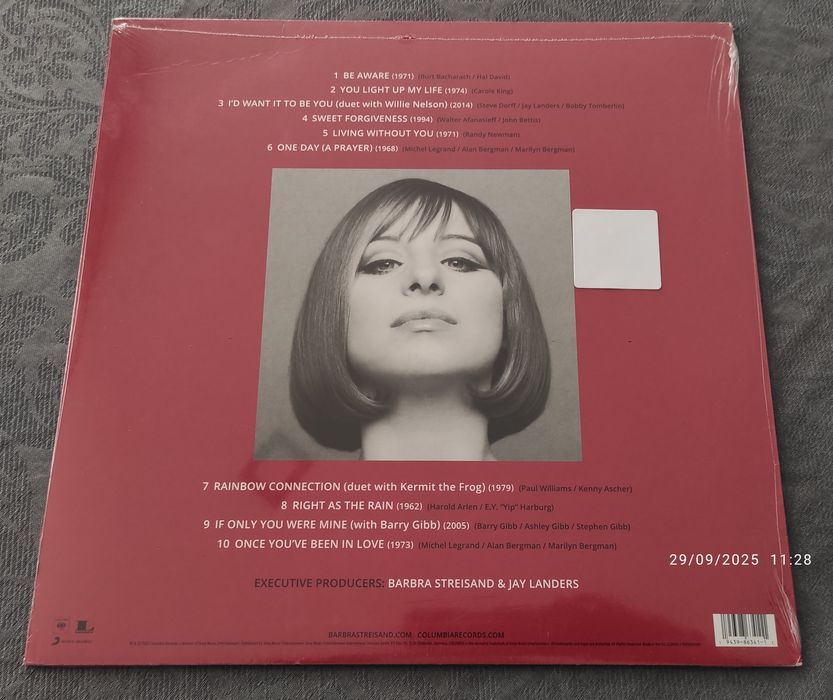 1 BE AWARE (1971) (Burt Bacharach / Hal David)
2 YOU LIGHT UP MY LIFE (1974) (Carole King)
3 I'D WANT IT TO BE YOU (duet with Willie Nelson) (2014) (Steve Dorff / Jay Landers / Bobby Tomberlin)
4 SWEET FORGIVENESS (1994) (Walter Afanasieff / John Bettis)
5 LIVING WITHOUT YOU (1971) (Randy Newman)
6 ONE DAY (A PRAYER) (1968) (Michel Legrand / Alan Bergman / Marilyn Bergman)
7 RAINBOW CONNECTION (duet with Kermit the Frog) (1979) (Paul Williams / Kenny Ascher)
8 RIGHT AS THE RAIN (1962) (Harold Arlen / E.Y. "Yip" Harburg)
9 IF ONLY YOU WERE MINE (with Barry Gibb) (2005) (Barry Gibb / Ashley Gibb / Stephen Gibb)
10 ONCE YOU'VE BEEN IN LOVE (1973) (Michel Legrand / Alan Bergman / Marilyn Bergman)
29/09/2025 11:28
EXECUTIVE PRODUCERS: BARBRA STREISAND & JAY LANDERS
BARBRASTREISAND.COM COLUMBIARECORDS.COM